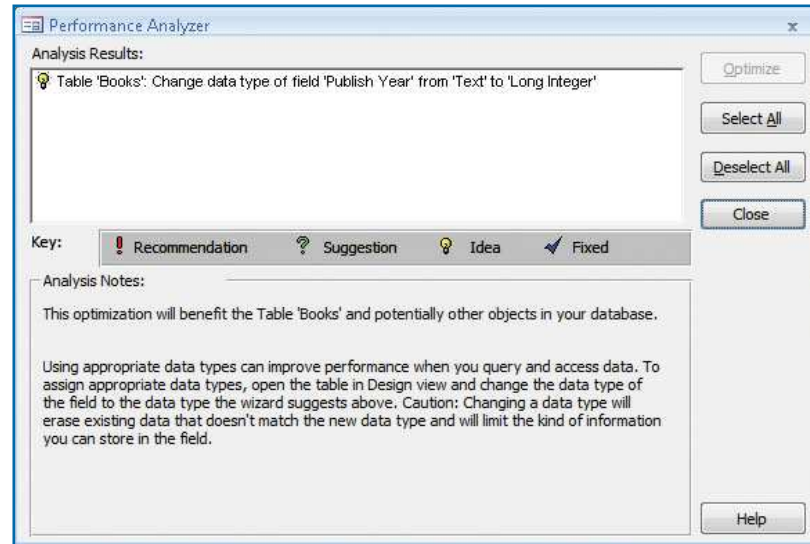 Performance Analyzer
x
Analysis Results:
Table 'Books': Change data type of field 'Publish Year' from 'Text' to 'Long Integer'
Optimize
Select All
Deselect All
Close
Key:
Recommendation
Suggestion
Idea
Fixed
Analysis Notes:
This optimization will benefit the Table 'Books' and potentially other objects in your database.
Using appropriate data types can improve performance when you query and access data. To
assign appropriate data types, open the table in Design view and change the data type of
the field to the data type the wizard suggests above. Caution: Changing a data type will
erase existing data that doesn't match the new data type and will limit the kind of information
you can store in the field.
Help